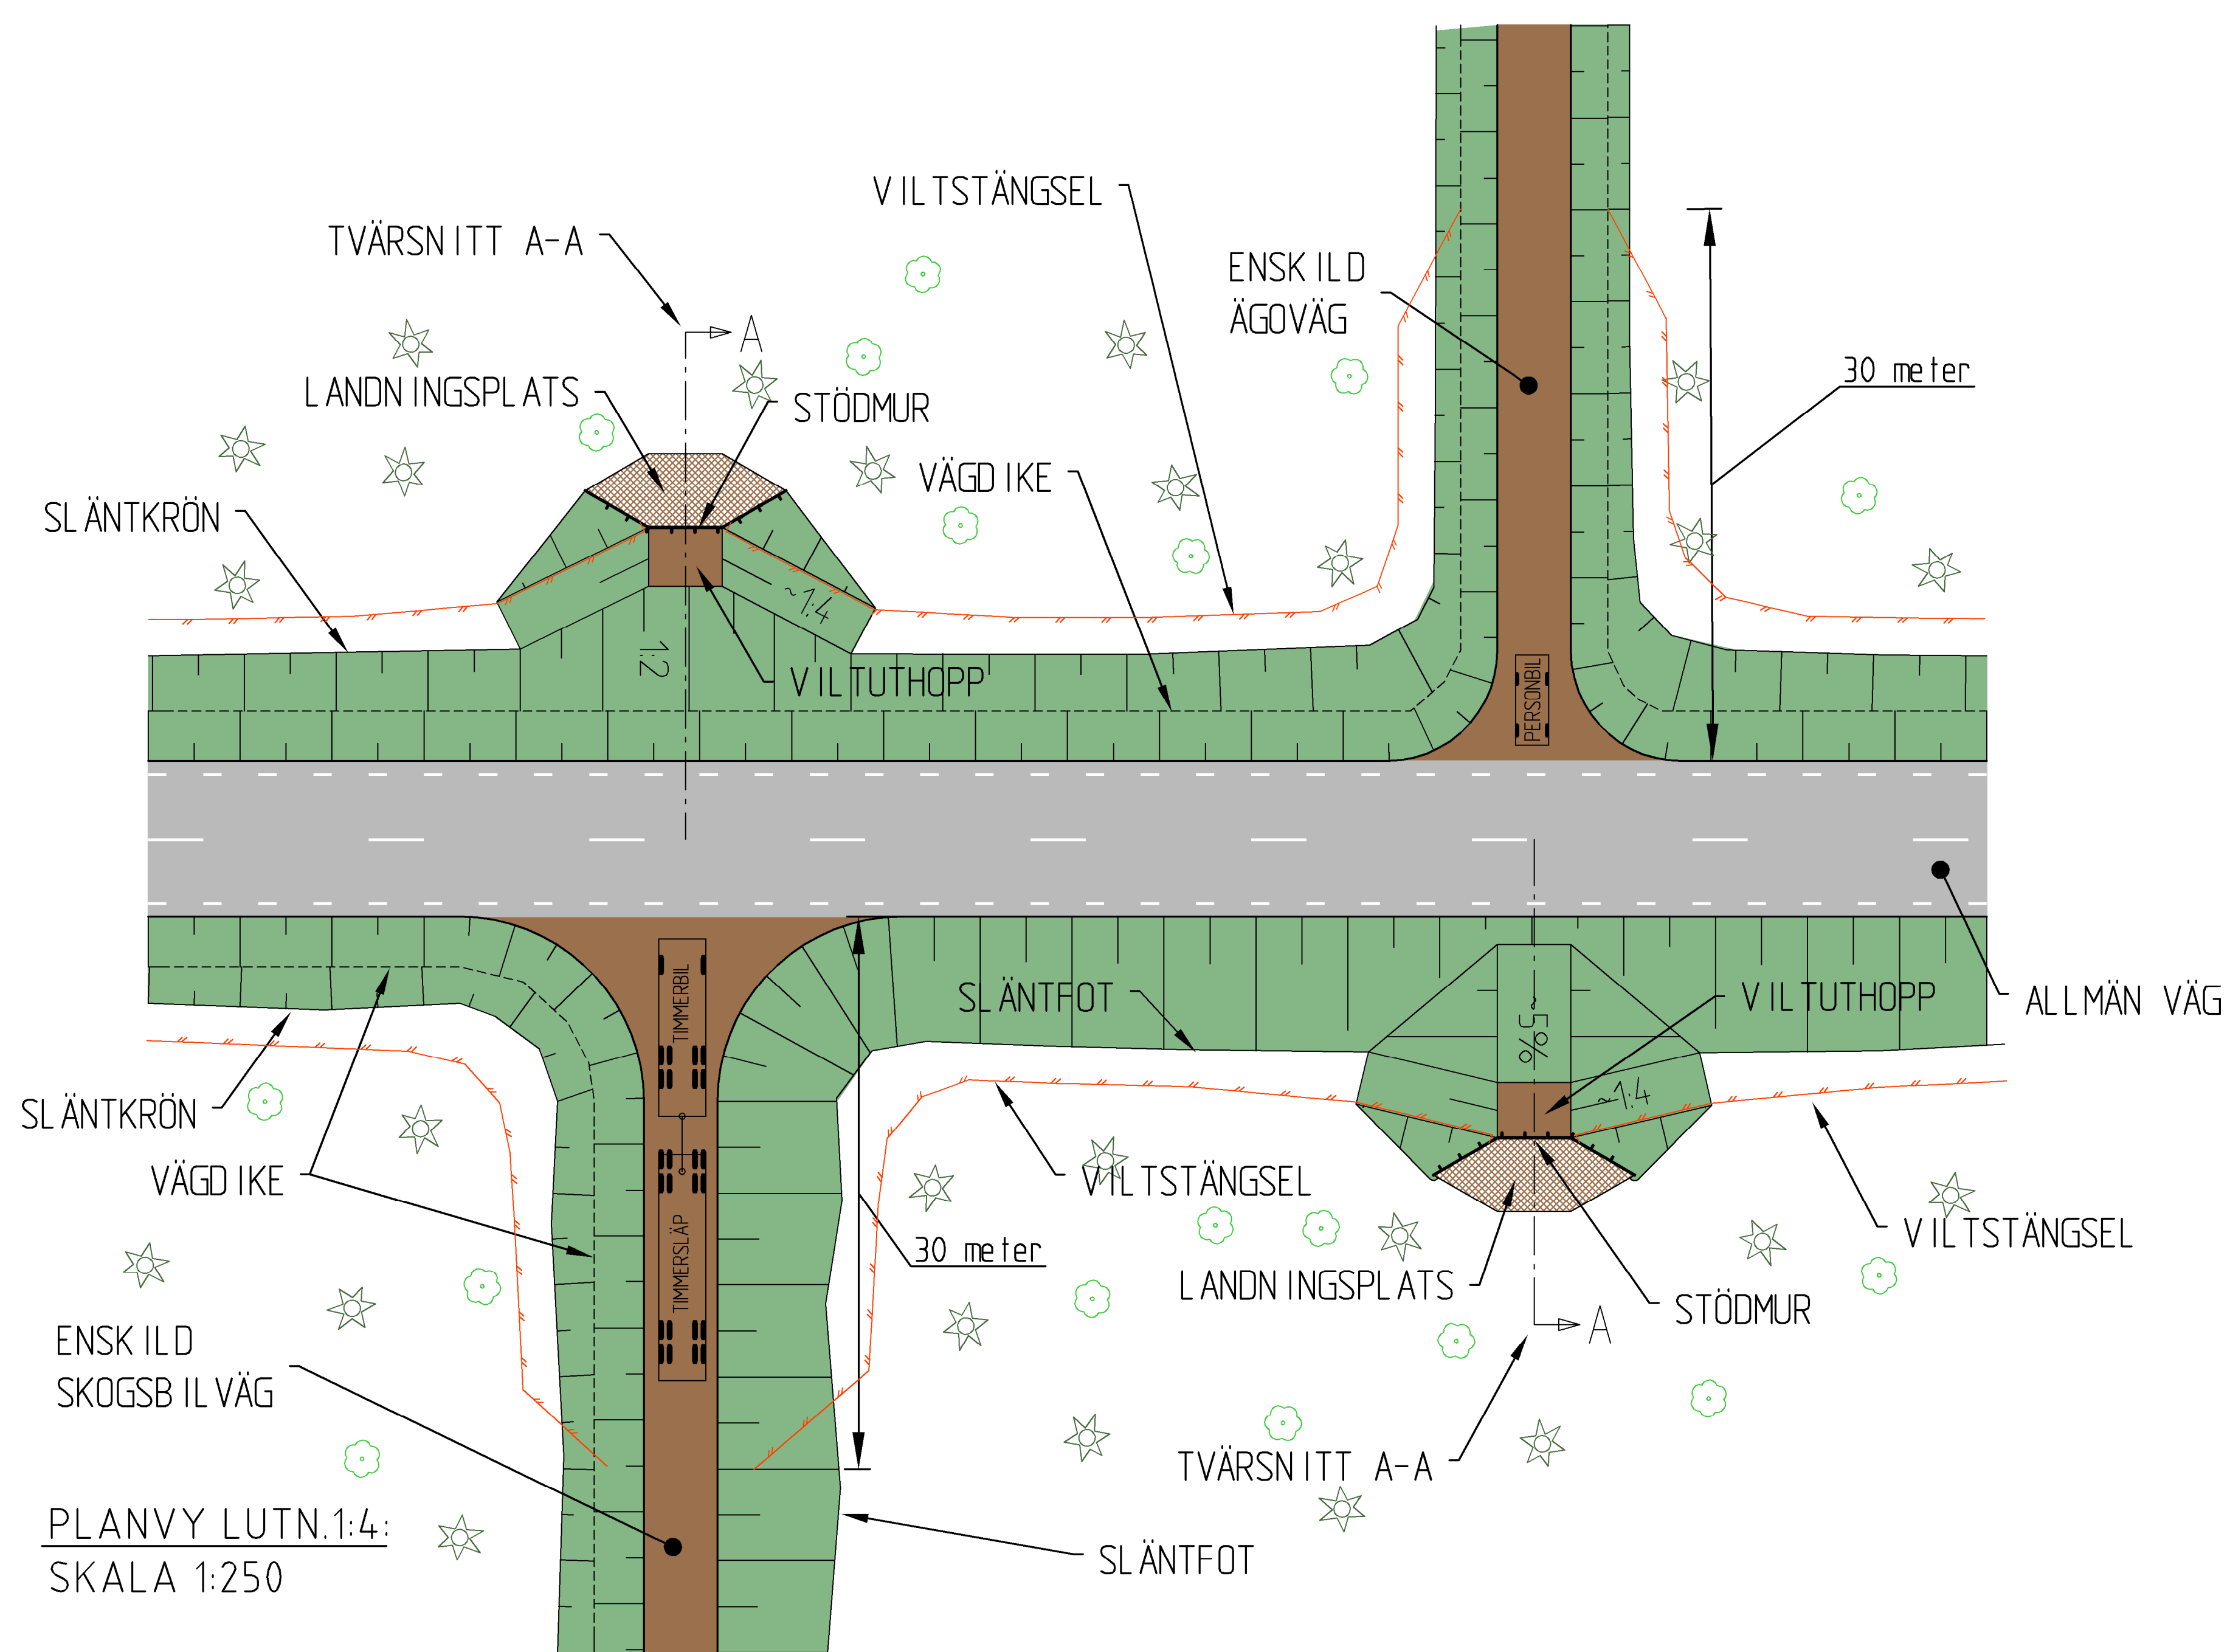 VILTSTÄNGSEL
TVÄRSNITT A-A
ENSKILD
ÄGOVÄG
A
30 meter
LANDNINGSPLATS
STÖDMUR
VÄGDIKE
SLÄNTKRÖN
~1:4
1:2
VILTUTHOPP
PERSONBIL
TIMMERBIL
SLÄNTFOT
~5%
VILTUTHOPP
ALLMÄN VÄG
SLÄNTKRÖN
~1:4
VÄGDIKE
VILTSTÄNGSEL
VILTSTÄNGSEL
30 meter
TIMMERSLÄP
LANDNINGSPLATS
STÖDMUR
A
ENSKILD
SKOGSBILVÄG
TVÄRSNITT A-A
PLANVY LUTN.1:4:
SKALA 1:250
SLÄNTFOT